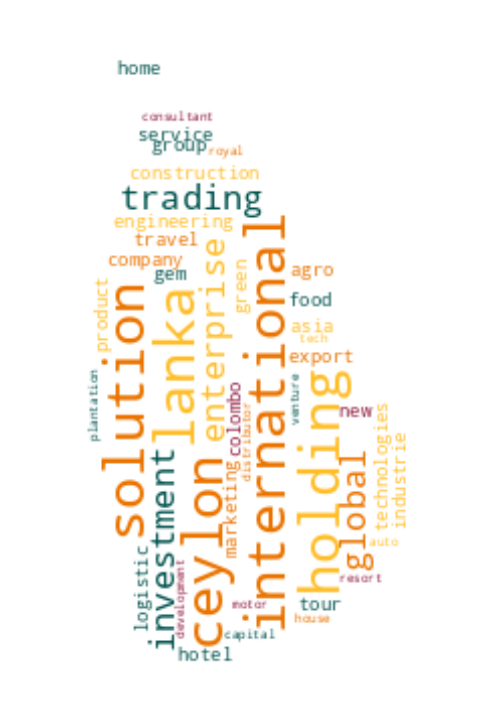 home
consultant
service
group
royal
construction
trading
engineering
travel
company
gem
product
solution
lanka
enterprise
green
international
agro
food
asia
tech
export
plantation
investment
ceylon
colombo
distributor
marketing
venture
holding
new
global
technologies
industrie
auto
resort
logistic
development
motor
capital
tour
house
hotel